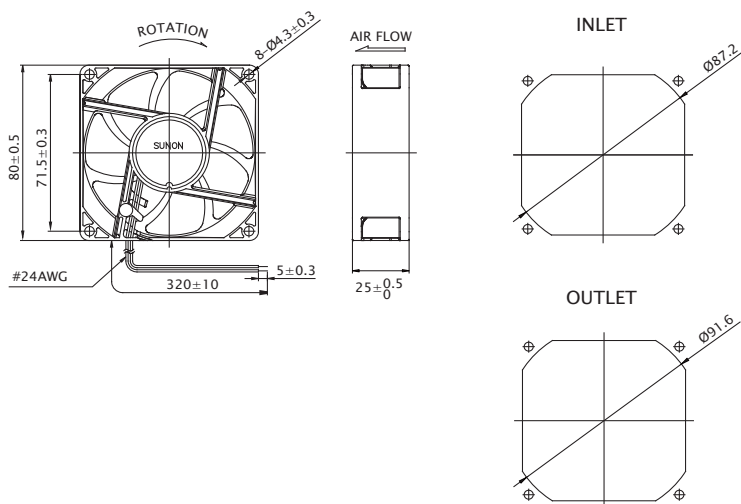 ROTATION
8-Ø4.3±0.3
80±0.5
71.5±0.3
SUNON
#24AWG
320±10
5±0.3
AIR FLOW
25±0.5
0
INLET
Ø87.2
OUTLET
Ø91.6